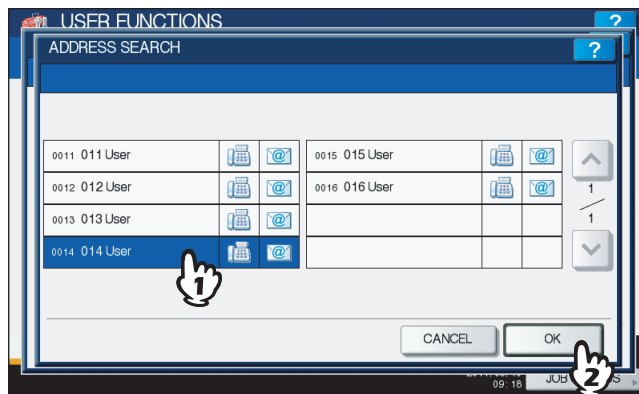 USER FUNCTIONS
?
ADDRESS SEARCH
?
0011 011 User
0015 015 User
0012 012 User
0016 016 User
0013 013 User
0014 014 User
1
1
1
CANCEL
OK
2
09:18
JOB
S